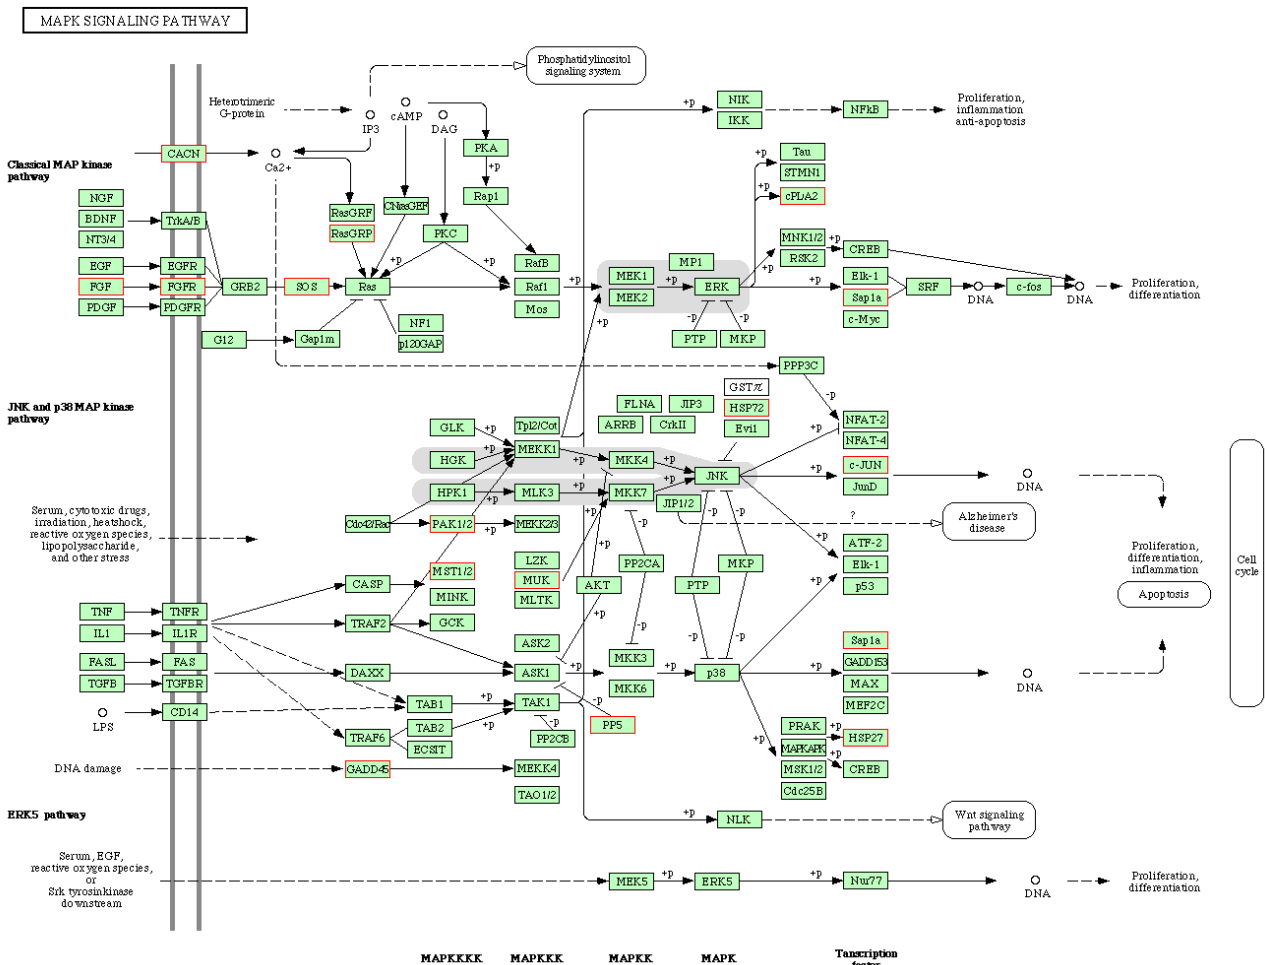 MAPK SIGNALING PATHWAY
Phosphatidylinositol
signaling system
Heterotrimeric
G-protein
IP3
cAMP
DAG
NIK
IKK
+p
NFkB
Proliferation,
inflammation
anti-apoptosis
Classical MAP kinase
pathway
CACN
Ca2+
PKA
+p
Rap1
Tau
STMN1
+p
cPLA2
+p
NGF
BDNF
NT3/4
TrkA/B
RasGRF
RasGRP
CNrasGEF
PKC
+p
+p
RafB
EGF
EGFR
FGF
FGFR
PDGF
PDGFR
GRB2
SOS
Ras
Raf1
Mos
+p
MEK1
MEK2
+p
MP1
ERK
+p
MNK1/2
RSK2
+p
CREB
+p
Elk-1
Sap1a
c-Myc
SRF
DNA
c-fos
DNA
Proliferation,
differentiation
G12
Gap1m
NF1
p120GAP
+p
-p
-p
PTP
MKP
PPP3C
-p
JNK and p38 MAP kinase
pathway
GLK
+p
Tpl2/Cot
FLNA
JIP3
ARRB
CrkII
GSTπ
HSP72
Evi1
NFAT-2
NFAT-4
HGK
+p
MEKK1
+p
MKK4
+p
JNK
+p
+p
c-JUN
JunD
DNA
HPK1
+p
MLK3
+p
MKK7
+p
JIP1/2
?
Alzheimer's
disease
Serum, cytotoxic drugs,
irradiation, heatshock,
reactive oxygen species,
lipopolysaccharide,
and other stress
Cdc42/Rac
+p
PAK1/2
+p
MEKK2/3
+p
-p
-p
-p
+p
ATF-2
Elk-1
p53
Proliferation,
differentiation,
inflammation
Apoptosis
Cell
cycle
CASP
MST1/2
MINK
GCK
LZK
MUK
MLTK
AKT
PP2CA
PTP
MKP
+p
-p
-p
-p
TNF
TNFR
IL1
IL1R
TRAF2
ASK2
FASL
FAS
DAXX
ASK1
+p
MKK3
MKK6
+p
p38
+p
+p
Sap1a
GADD153
MAX
MEF2C
DNA
TGFB
TGFBR
LPS
CD14
TAB1
+p
TAK1
-p
PP5
TRAF6
TAB2
ECSIT
+p
-p
PP2CB
+p
PRAK
MAPKAPK
MSK1/2
Cdc25B
+p
HSP27
+p
CREB
DNA damage
GADD45
MEKK4
TAO1/2
ERK5 pathway
+p
NLK
Wnt signaling
pathway
Serum, EGF,
reactive oxygen species,
or
Srk tyrosinkinase
downstream
MEK5
+p
ERK5
+p
Nur77
DNA
Proliferation,
differentiation
MAPKKKK
MAPKKK
MAPKK
MAPK
Tanscription
factor